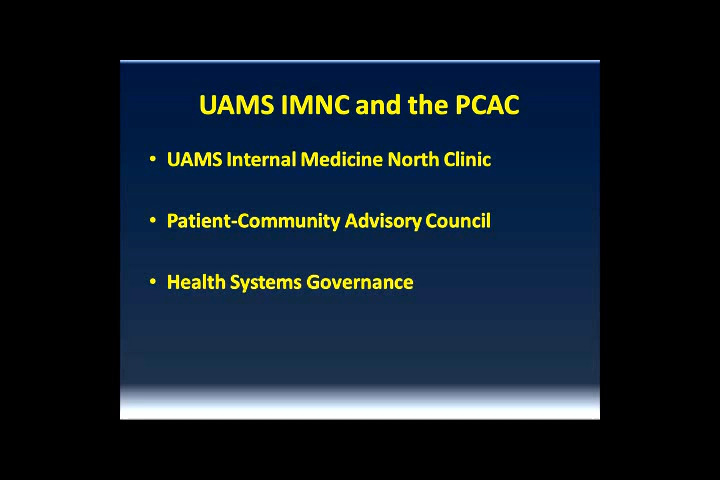 UAMS IMNC and the PCAC
• UAMS Internal Medicine North Clinic
• Patient-Community Advisory Council
• Health Systems Governance